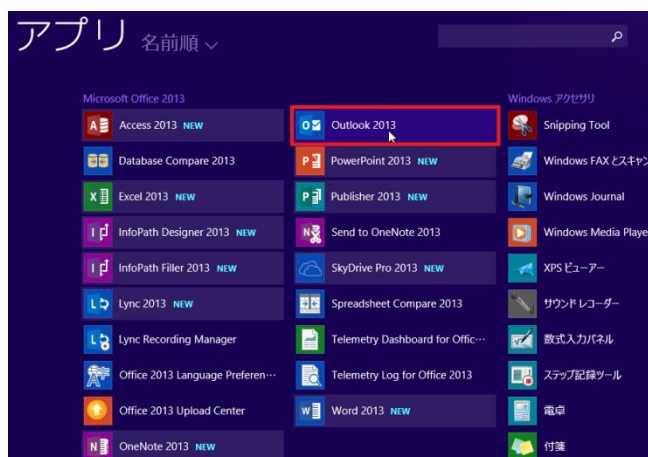 アプリ 名前順
Microsoft Office 2013
Access 2013 NEW
Database Compare 2013
Excel 2013 NEW
InfoPath Designer 2013 NEW
InfoPath Filler 2013 NEW
Lync 2013 NEW
Lync Recording Manager
Office 2013 Language Preferen…
Office 2013 Upload Center
OneNote 2013 NEW
Outlook 2013
PowerPoint 2013 NEW
Publisher 2013 NEW
Send to OneNote 2013
SkyDrive Pro 2013 NEW
Spreadsheet Compare 2013
Telemetry Dashboard for Offic…
Telemetry Log for Office 2013
Word 2013 NEW
Windows アクセサリ
Snipping Tool
Windows FAX とスキャン
Windows Journal
Windows Media Playe
XPS ビューアー
サウンド レコーダー
数式入力パネル
ステップ記録ツール
電卓
付箋